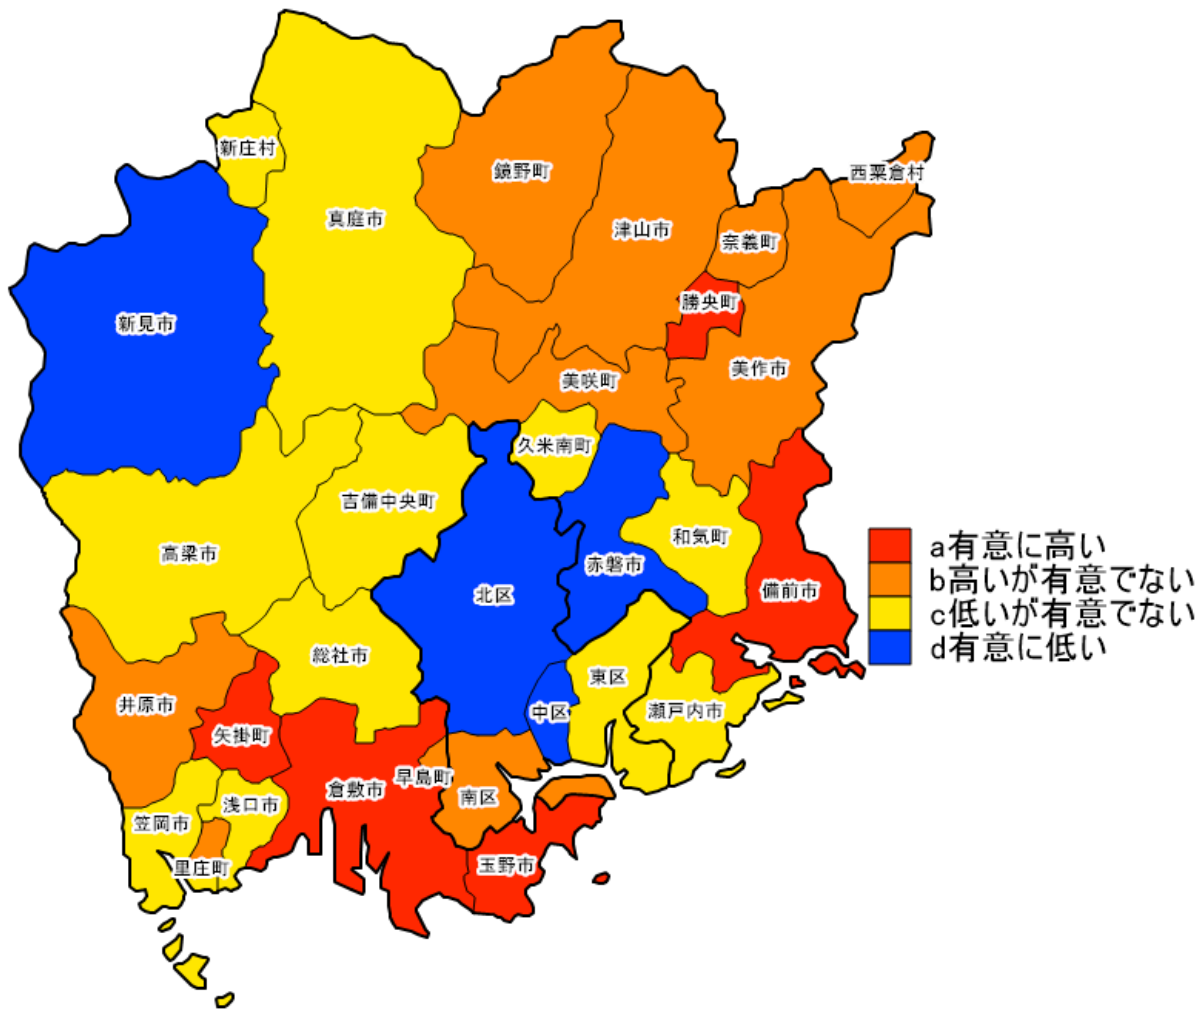 新庄村
真庭市
鏡野町
西粟倉村
津山市
奈義町
勝央町
新見市
美作市
美咲町
久米南町
吉備中央町
和気町
高梁市
赤磐市
備前市
北区
総社市
東区
井原市
中区
瀬戸内市
矢掛町
早島町
倉敷市
南区
浅口市
笠岡市
里庄町
玉野市
a有意に高い
b高いが有意でない
c低いが有意でない
d有意に低い